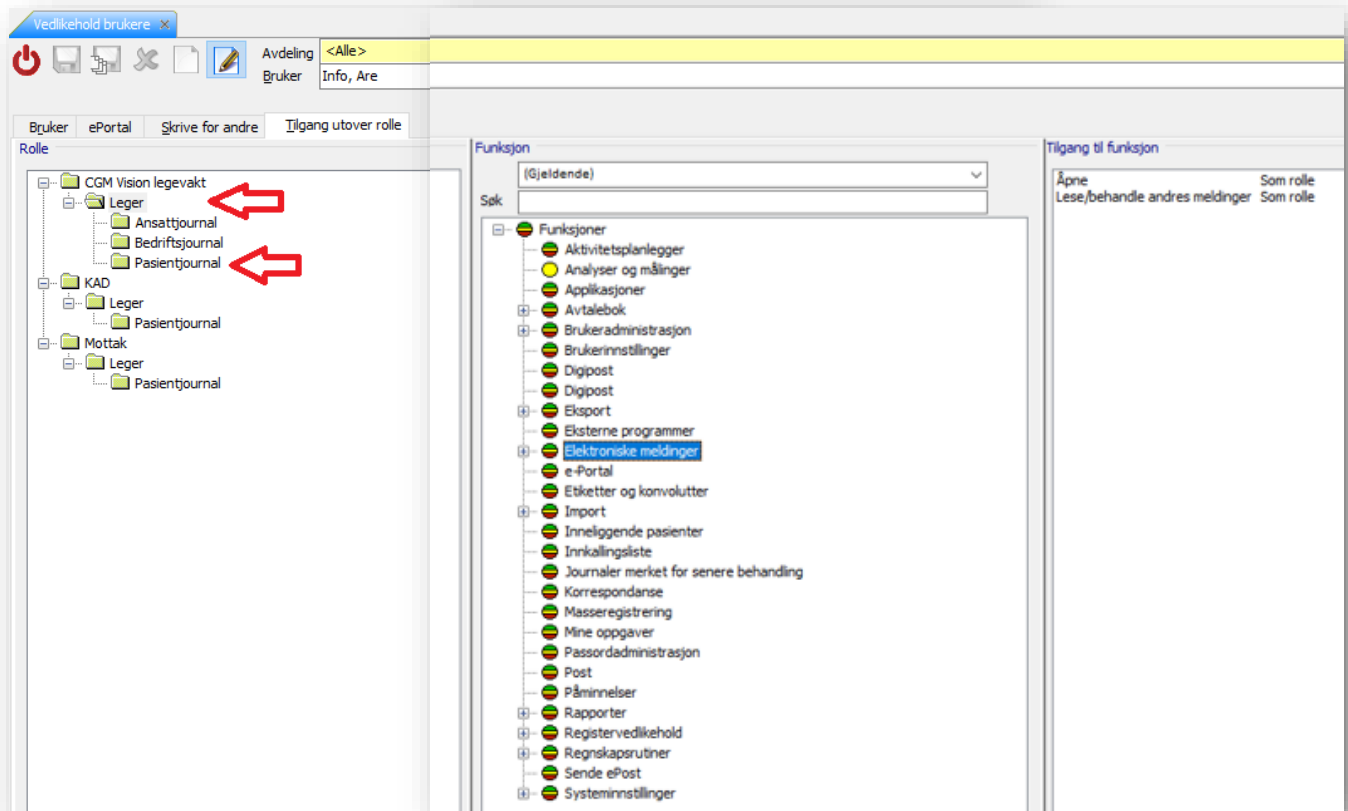 Vedlikehold brukere
Avdeling <Alle>
Bruker Info, Are
Bruker ePortal Skrive for andre Tilgang utover rolle
Rolle
CGM Vision legevakt
Leger
Ansattjournal
Bedriftsjournal
Pasientjournal
KAD
Leger
Pasientjournal
Mottak
Leger
Pasientjournal
Funksjon
(Gjeldende)
Søk
Funksjoner
Aktivitetsplanlegger
Analyser og målinger
Applikasjoner
Avtalebok
Brukeradministrasjon
Brukerinnstillinger
Digipost
Digipost
Eksport
Eksterne programmer
Elektroniske meldinger
e-Portal
Etiketter og konvolutter
Import
Inneliggende pasienter
Innkallingsliste
Journaler merket for senere behandling
Korrespondanse
Masseregistrering
Mine oppgaver
Passordadministrasjon
Post
Påminnelser
Rapporter
Registervedlikehold
Regnskapsrutiner
Sende ePost
Systeminnstillinger
Tilgang til funksjon
Åpne Som rolle
Lese/behandle andres meldinger Som rolle